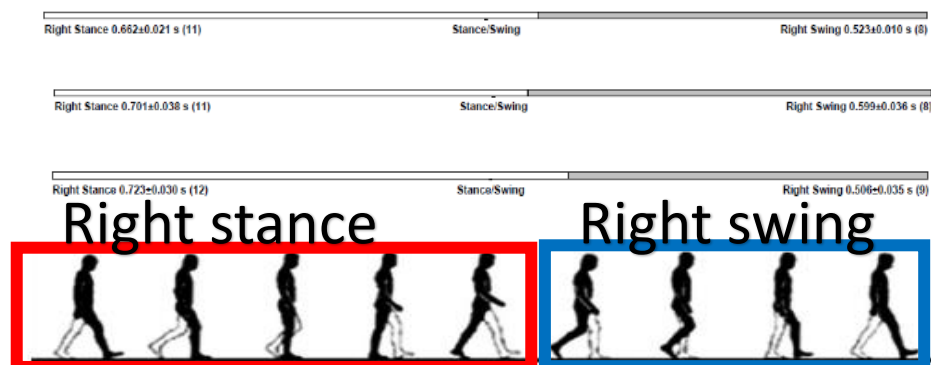 Right Stance 0.662±0.021 s (11) Stance/Swing Right Swing 0.523±0.010 s (8)
Right Stance 0.701±0.038 s (11) Stance/Swing Right Swing 0.599±0.036 s (8)
Right Stance 0.723±0.030 s (12) Stance/Swing Right Swing 0.506±0.035 s (9)
Right stance Right swing